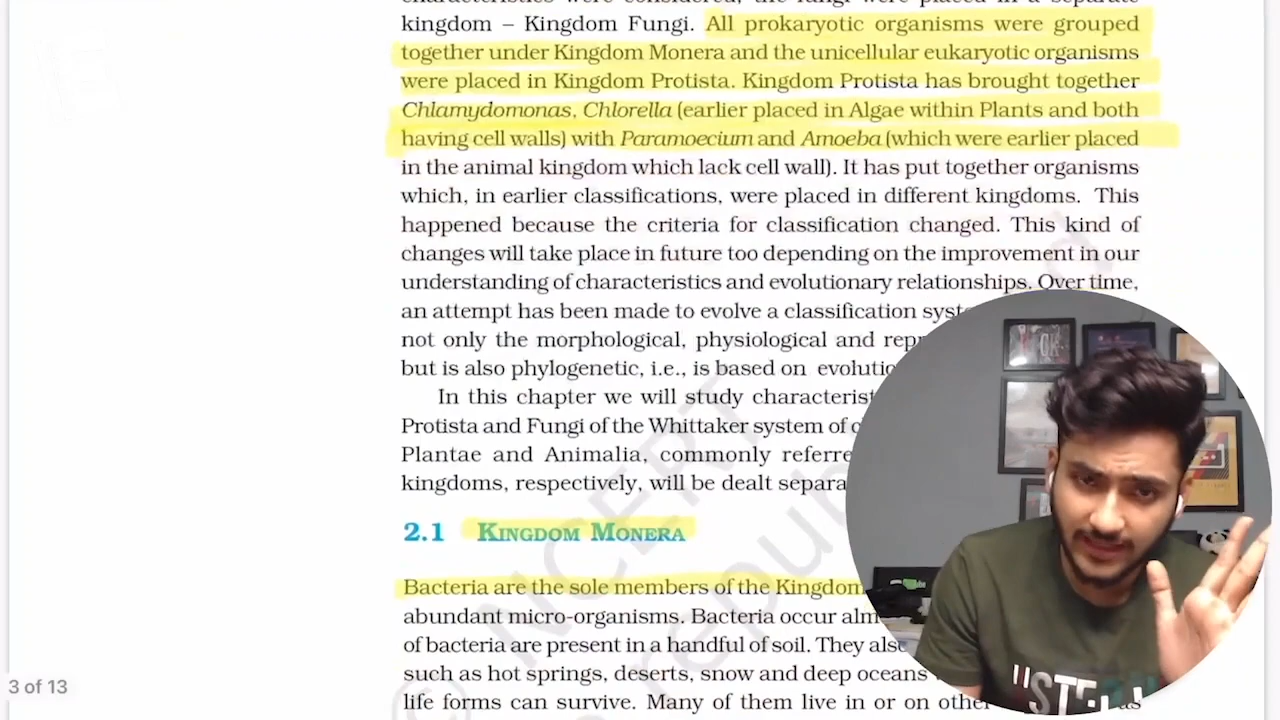 characteristics were considered, the fungi were placed in a separate
kingdom – Kingdom Fungi. All prokaryotic organisms were grouped
together under Kingdom Monera and the unicellular eukaryotic organisms
were placed in Kingdom Protista. Kingdom Protista has brought together
Chlamydomonas, Chlorella (earlier placed in Algae within Plants and both
having cell walls) with Paramoecium and Amoeba (which were earlier placed
in the animal kingdom which lack cell wall). It has put together organisms
which, in earlier classifications, were placed in different kingdoms. This
happened because the criteria for classification changed. This kind of
changes will take place in future too depending on the improvement in our
understanding of characteristics and evolutionary relationships. Over time,
an attempt has been made to evolve a classification
not only the morphological, physiological and
but is also phylogenetic, i.e., is based on
In this chapter we will study
Protista and Fungi of the Whittaker system of
Plantae and Animalia, commonly
kingdoms, respectively, will be dealt
2.1 KINGDOM MONERA
Bacteria are the sole members of the Kingdom
abundant micro-organisms. Bacteria occur
of bacteria are present in a handful of soil. They
such as hot springs, deserts, snow and deep oceans
life forms can survive. Many of them live in or on
3 of 13
© NCERT